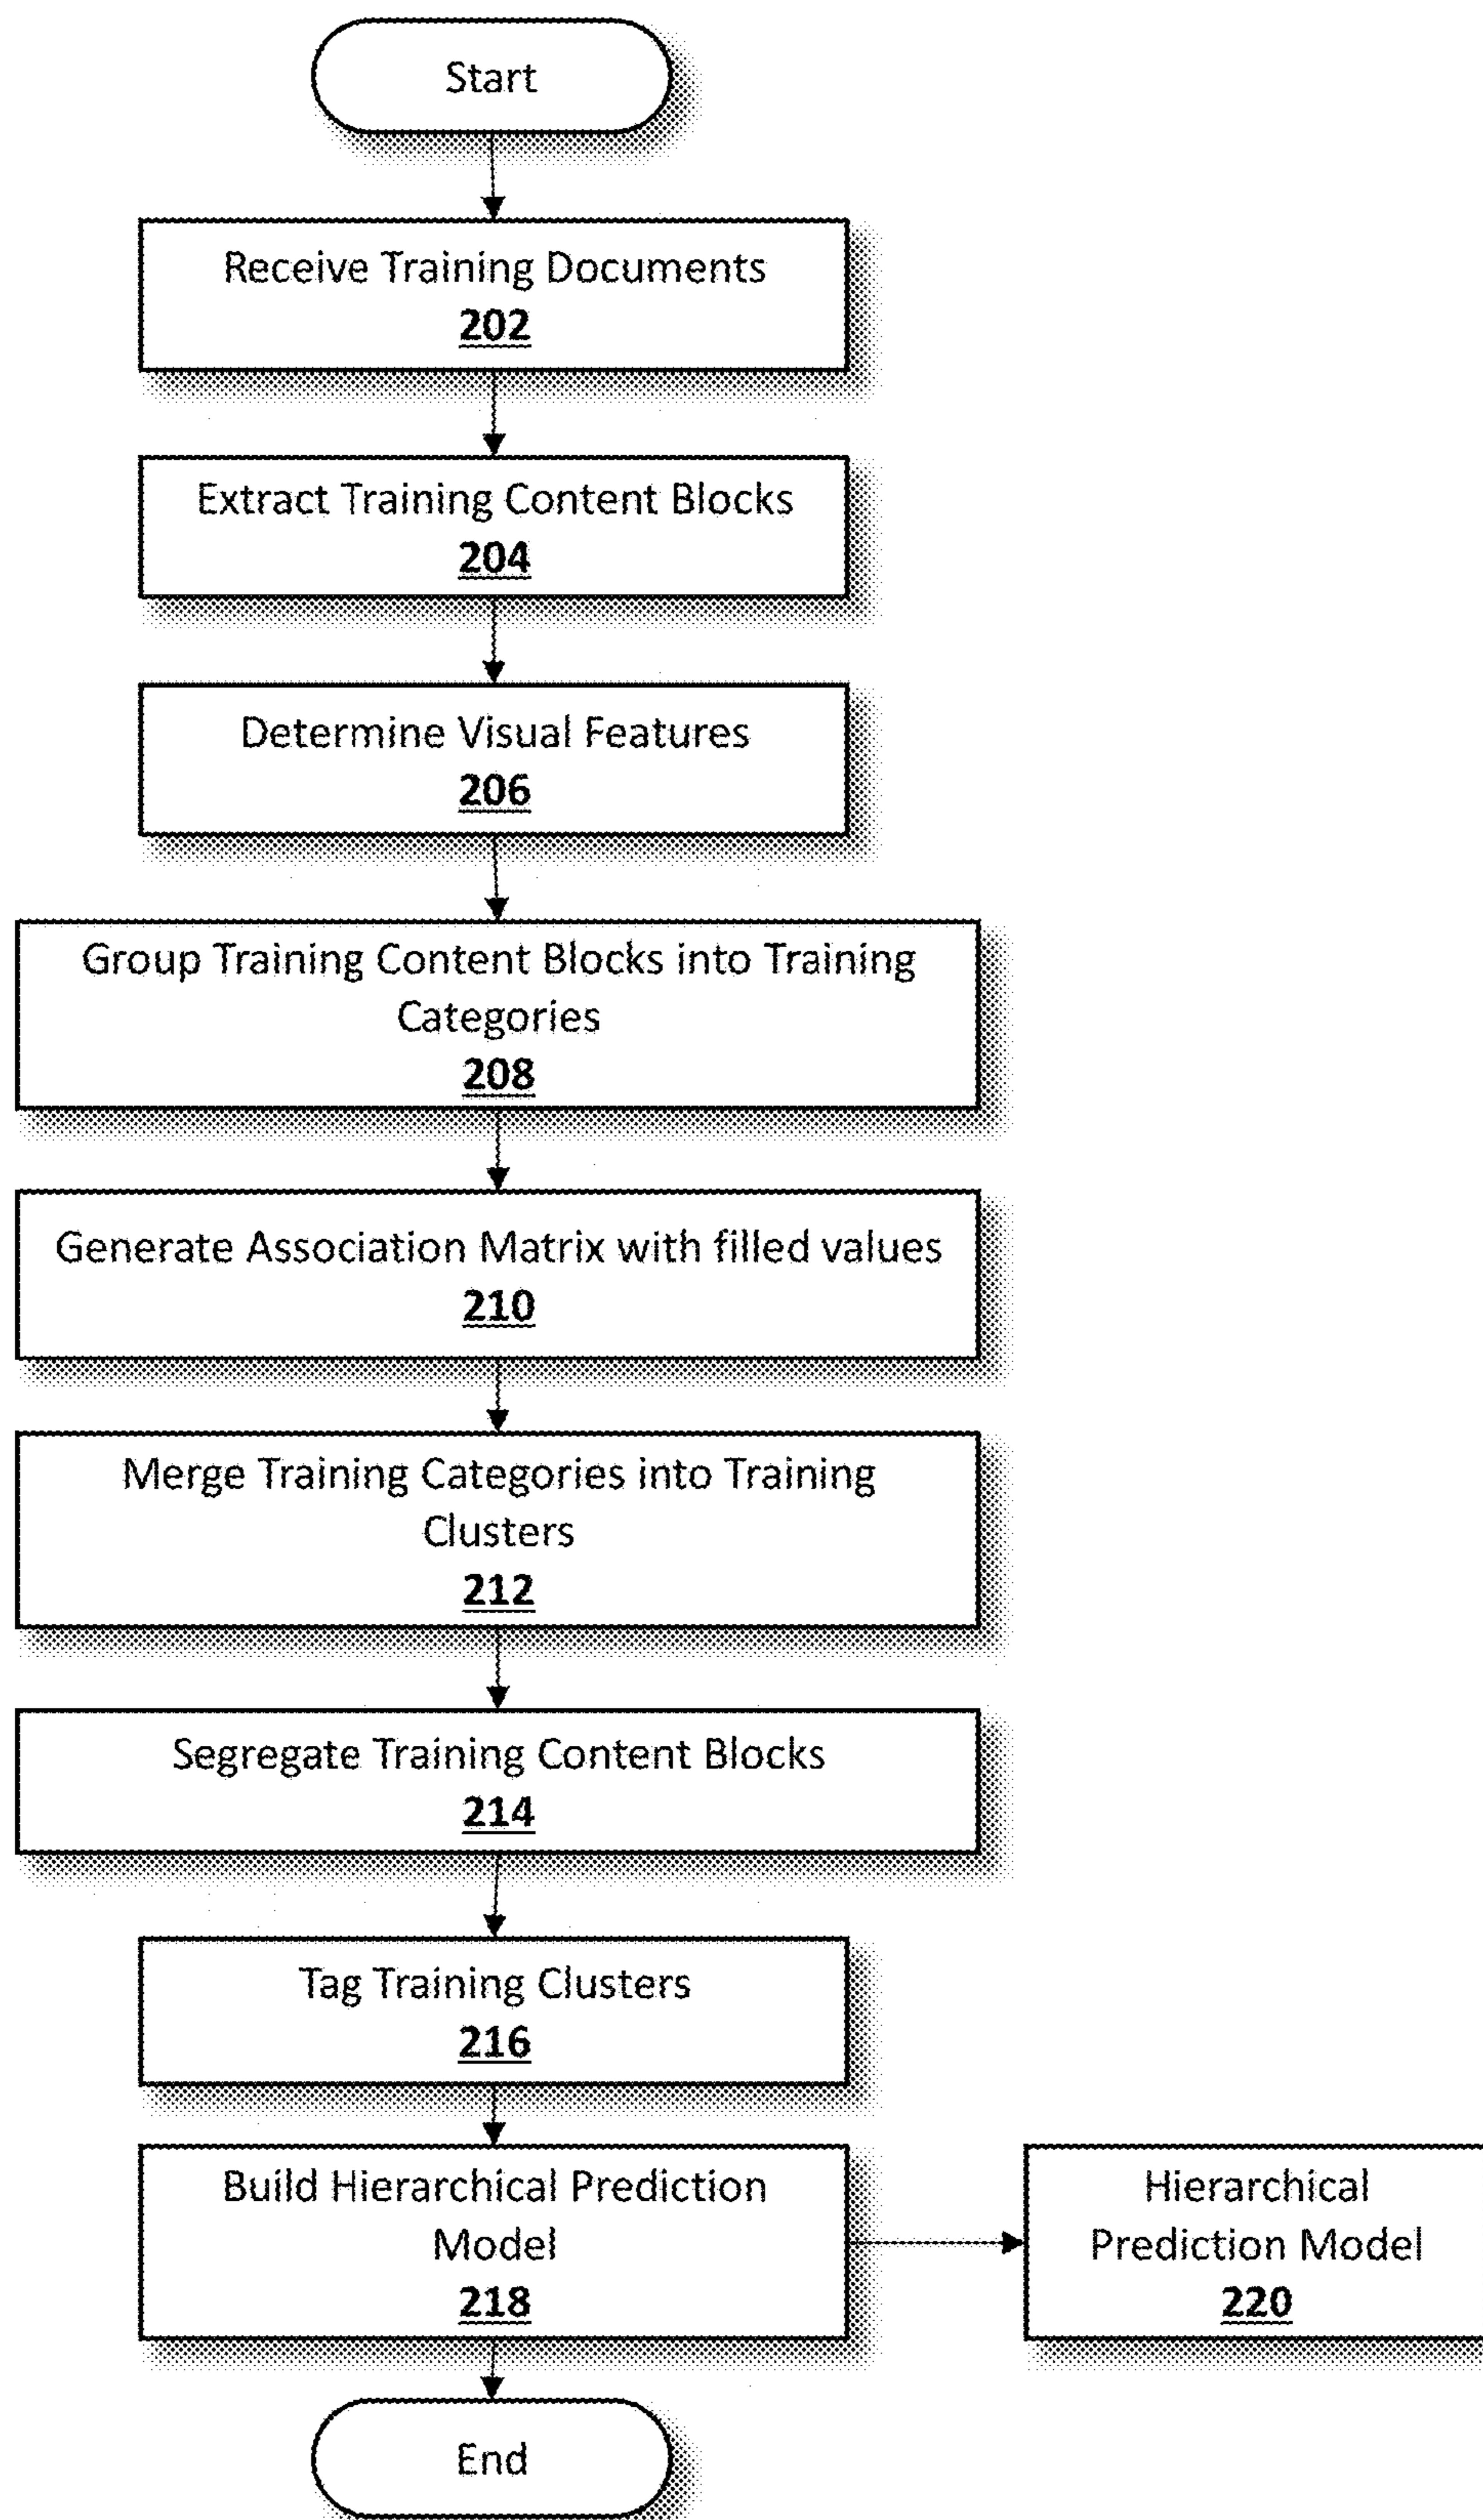 Start
Receive Training Documents
202
Extract Training Content Blocks
204
Determine Visual Features
206
Group Training Content Blocks into Training
Categories
208
Generate Association Matrix with filled values
210
Merge Training Categories into Training
Clusters
212
Segregate Training Content Blocks
214
Tag Training Clusters
216
Build Hierarchical Prediction
Model
218
Hierarchical
Prediction Model
220
End